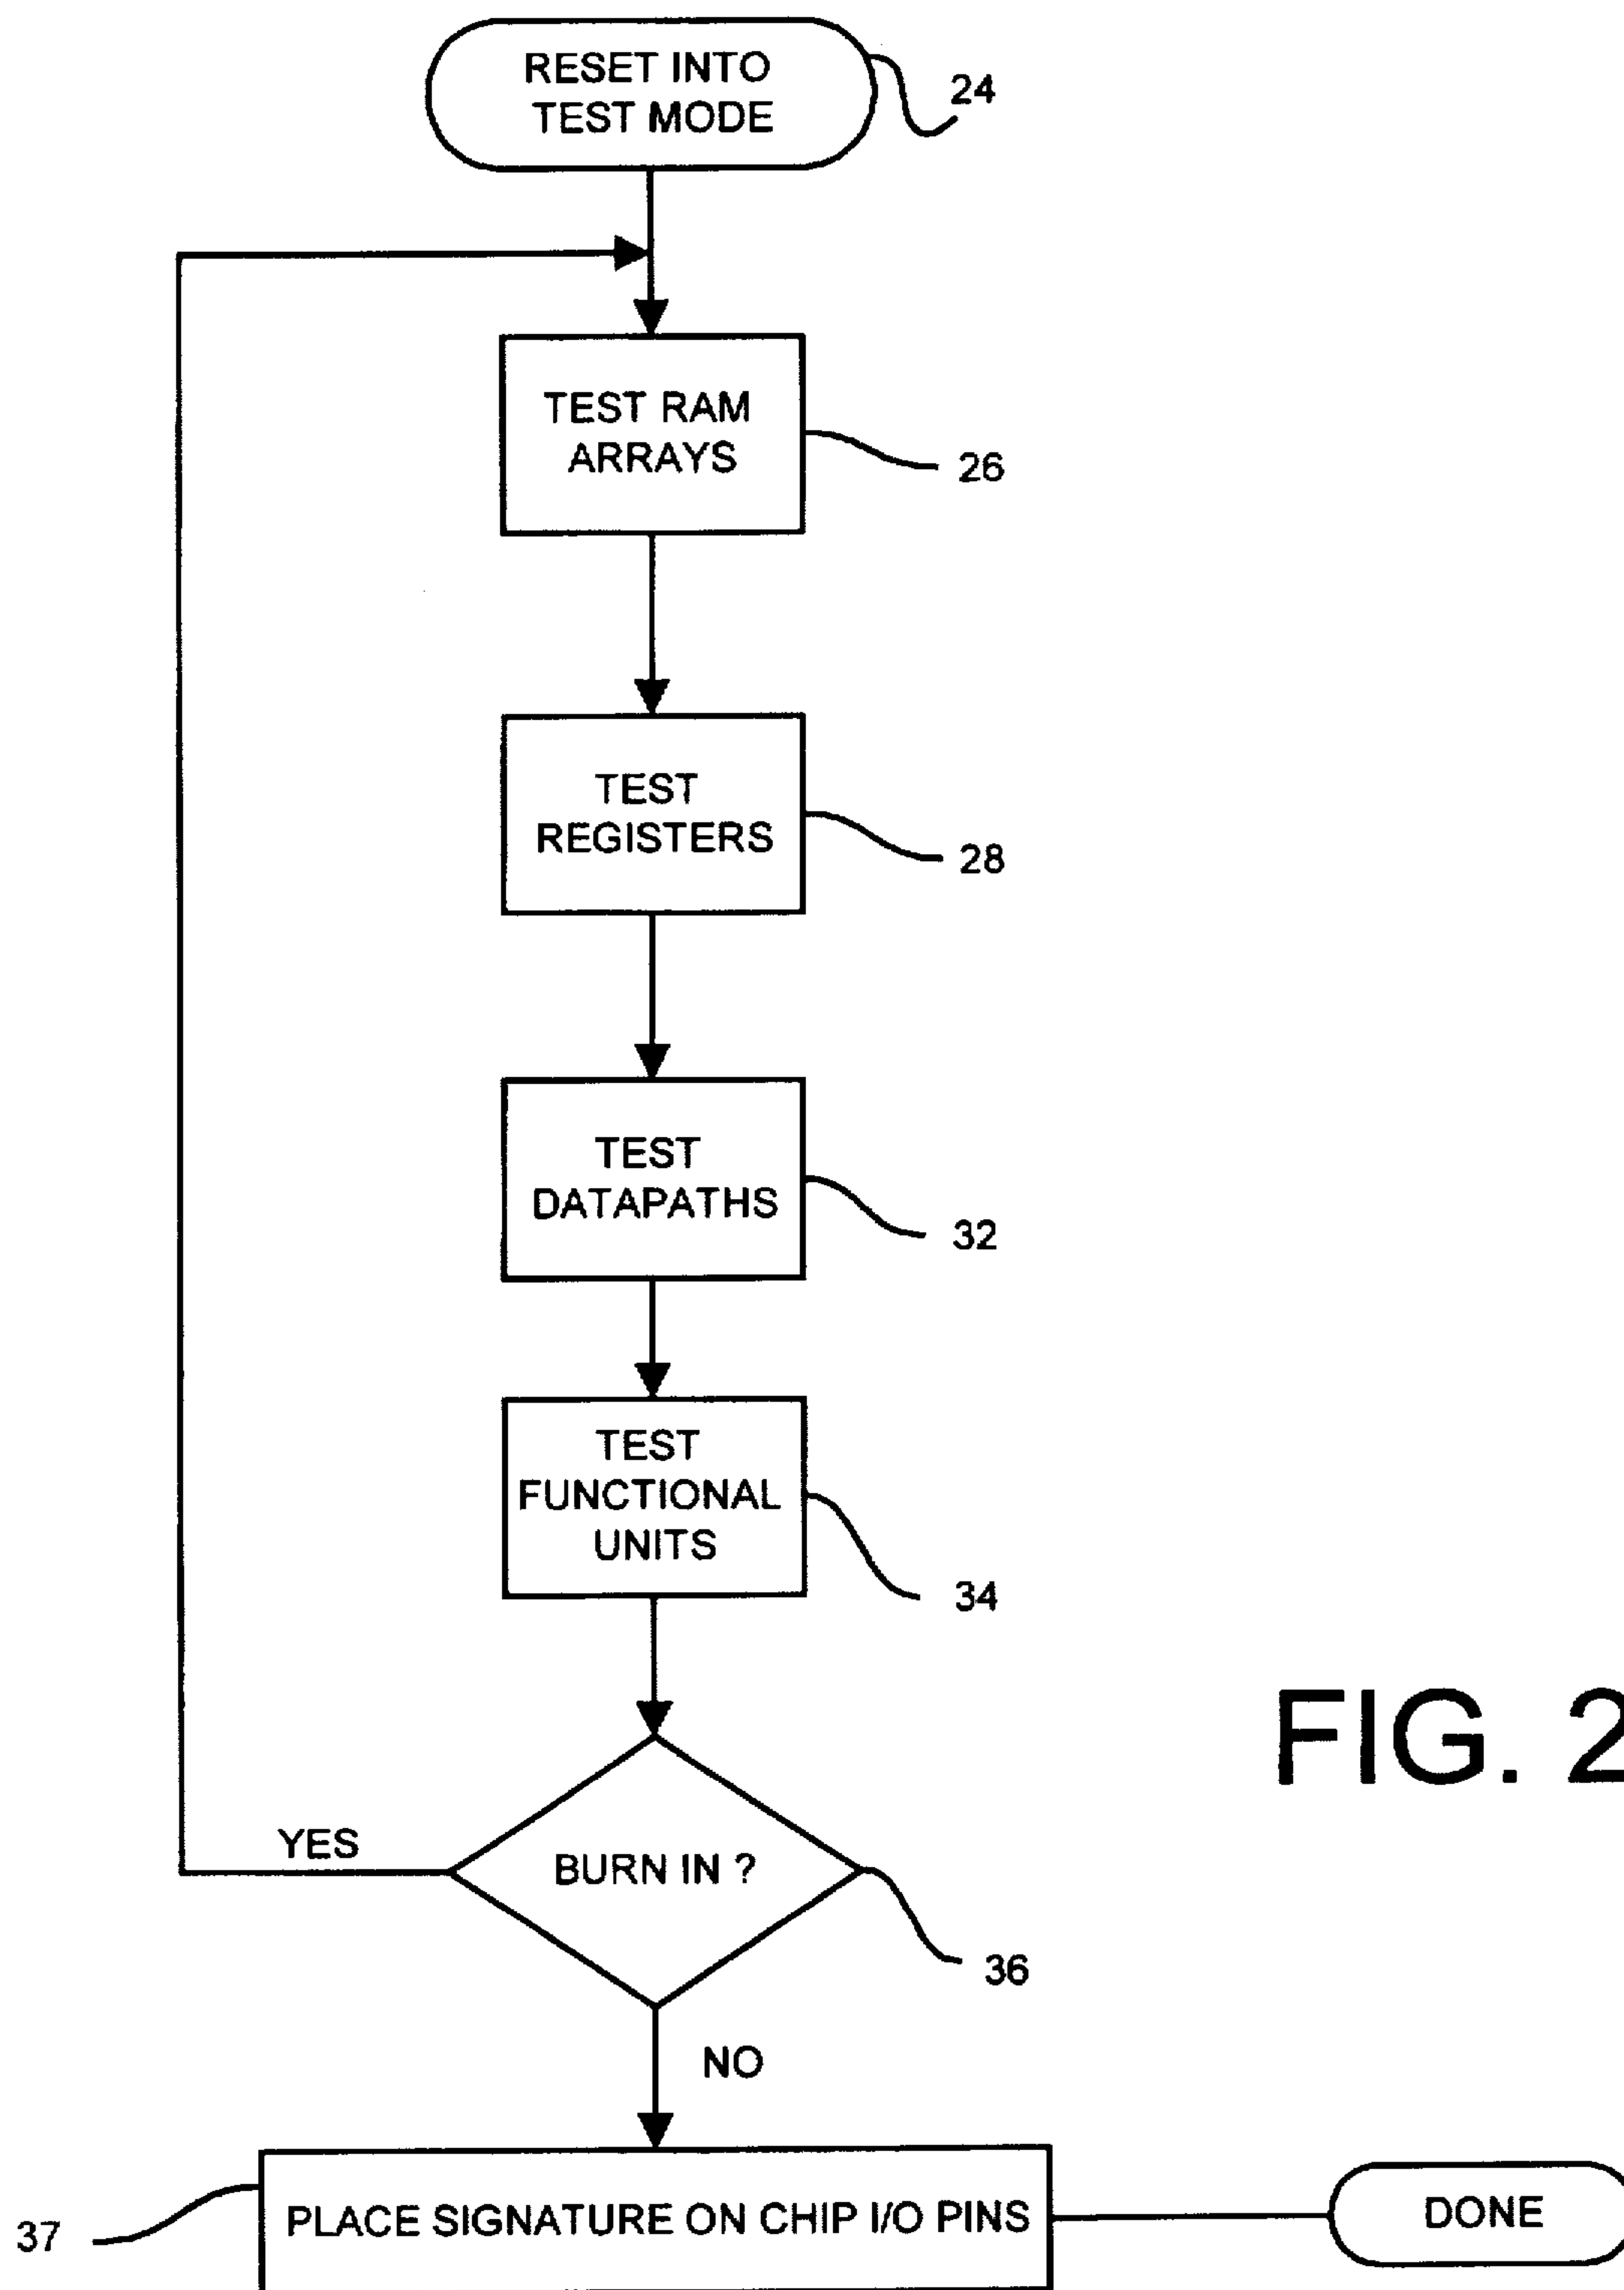 RESET INTO
TEST MODE
24
TEST RAM
ARRAYS
26
TEST
REGISTERS
28
TEST
DATAPATHS
32
TEST
FUNCTIONAL
UNITS
34
FIG. 2
YES
BURN IN ?
36
NO
37
PLACE SIGNATURE ON CHIP I/O PINS
DONE